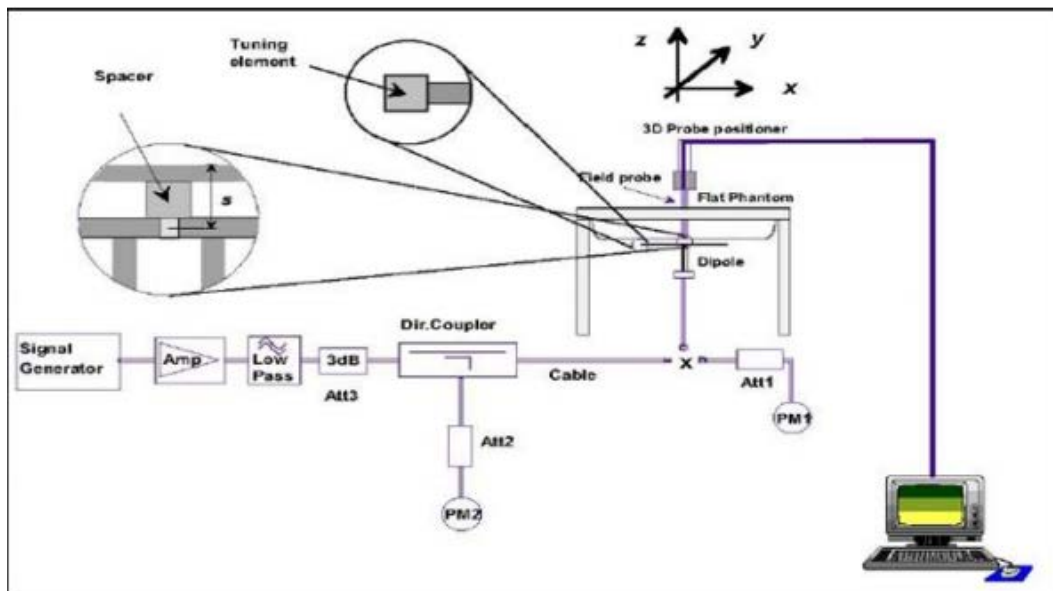 Tuning
element
Spacer
z
y
x
3D Probe positioner
Field probe
Flat Phantom
s
Dipole
Signal
Generator
Amp
Low
Pass
3dB
Att3
Dir.Coupler
Cable
x
Att1
PM1
Att2
PM2